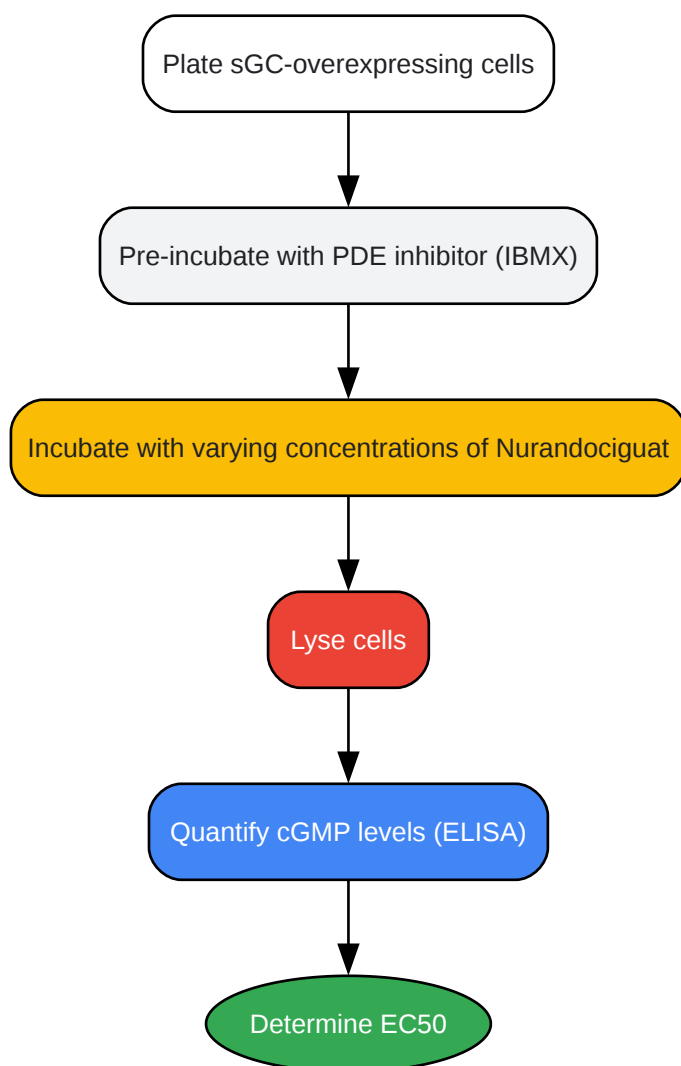 Plate sGC-overexpressing cells
Pre-incubate with PDE inhibitor (IBMX)
Incubate with varying concentrations of Nurandociguat
Lyse cells
Quantify cGMP levels (ELISA)
Determine EC50